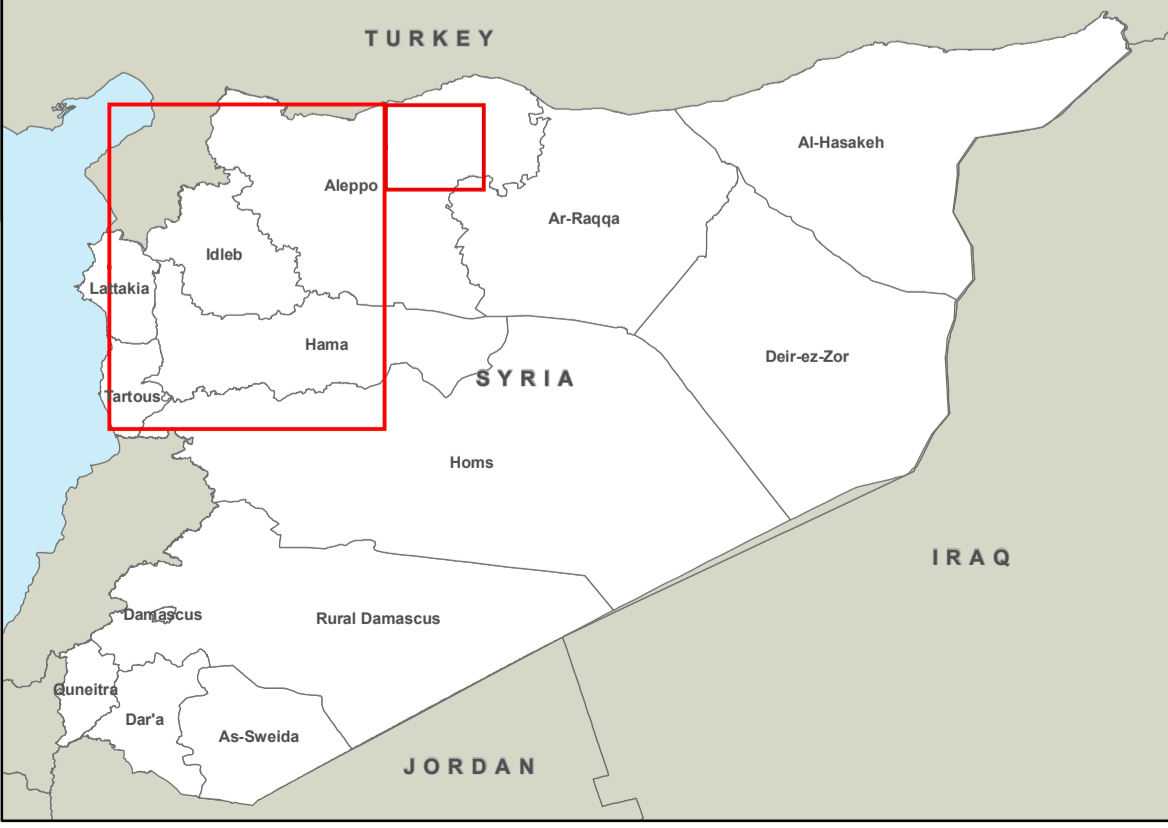 TURKEY
Al-Hasakeh
Aleppo
Ar-Raqqa
Idleb
Lattakia
Hama
Deir-ez-Zor
SYRIA
Tartous
Homs
IRAQ
Damascus
Rural Damascus
Quneitra
Dar'a
As-Sweida
JORDAN